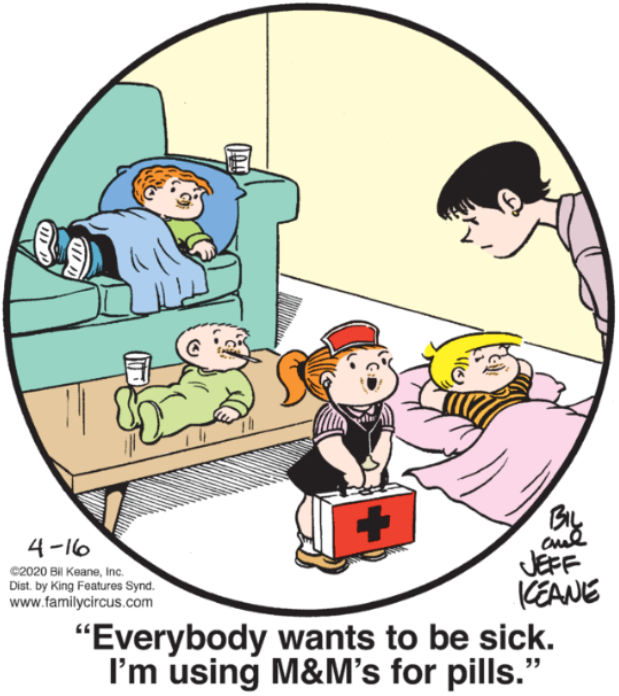 4-16
©2020 Bil Keane, Inc.
Dist. by King Features Synd.
www.familycircus.com
BIL
and
JEFF
KEANE
“Everybody wants to be sick.
I’m using M&M’s for pills.”